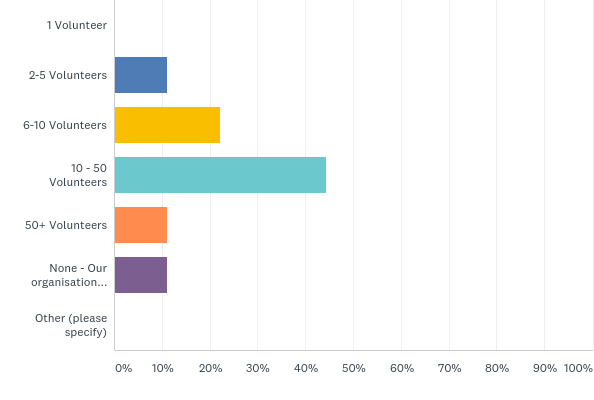 1 Volunteer
2-5 Volunteers
6-10 Volunteers
10 - 50
Volunteers
50+ Volunteers
None - Our
organisation...
Other (please
specify)
0% 10% 20% 30% 40% 50% 60% 70% 80% 90% 100%